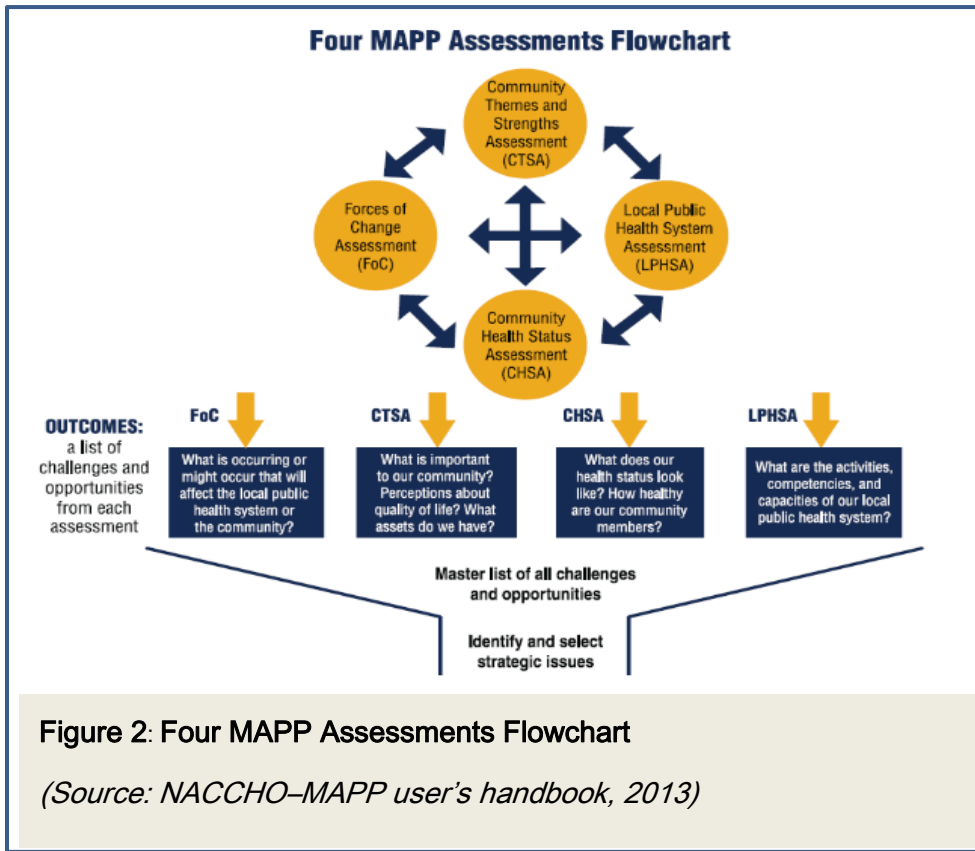 Four MAPP Assessments Flowchart
Community
Themes and
Strengths
Assessment
(CTSA)
Forces of
Change
Assessment
(FoC)
Local Public
Health System
Assessment
(LPHSA)
Community
Health Status
Assessment
(CHSA)
OUTCOMES:
a list of
challenges and
opportunities
from each
assessment
FoC
What is occurring or
might occur that will
affect the local public
health system or
the community?
CTSA
What is important
to our community?
Perceptions about
quality of life? What
assets do we have?
CHSA
What does our
health status look
like? How healthy
are our community
members?
LPHSA
What are the activities,
competencies, and
capacities of our local
public health system?
Master list of all challenges
and opportunities
Identify and select
strategic issues
Figure 2: Four MAPP Assessments Flowchart
(Source: NACCHO–MAPP user's handbook, 2013)